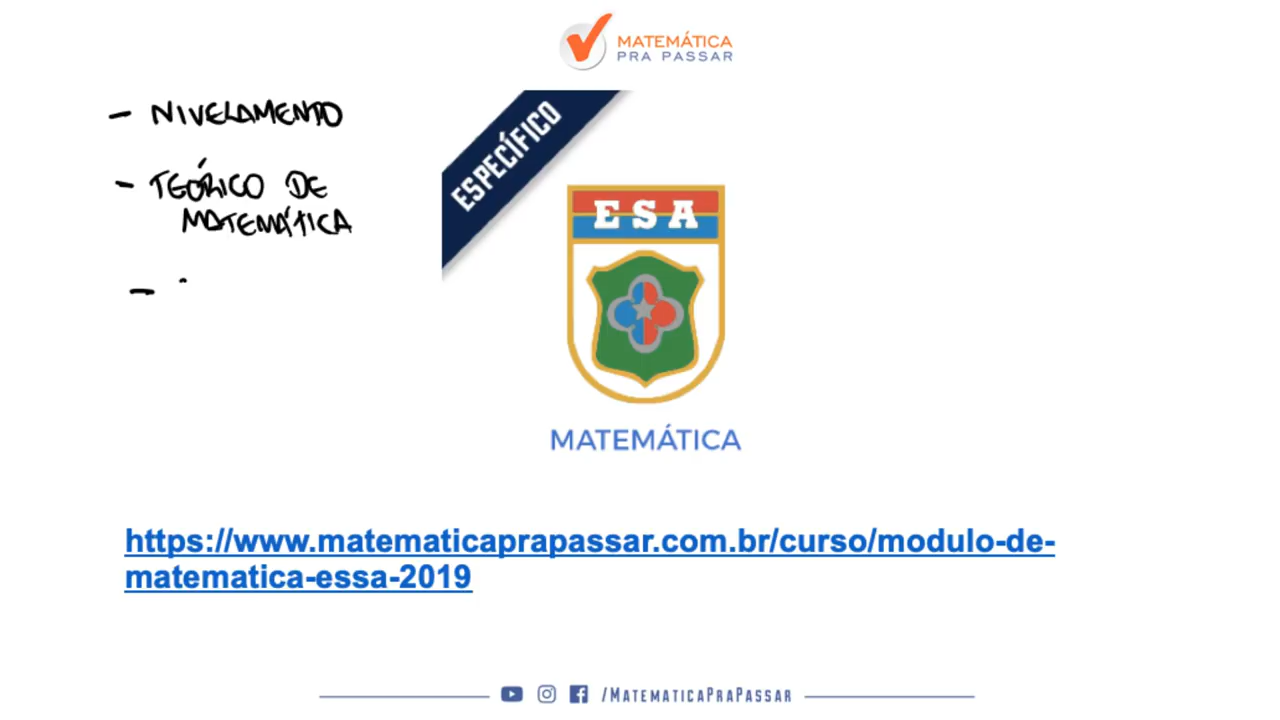 MATEMÁTICA
PRA PASSAR
- NIVELAMENTO
- TEÓRICO DE
MATEMÁTICA
-
ESPECÍFICO
ESA
MATEMÁTICA
https://www.matematicaprapassar.com.br/curso/modulo-de-
matematica-essa-2019
/MATEMATICAPRAPASSAR